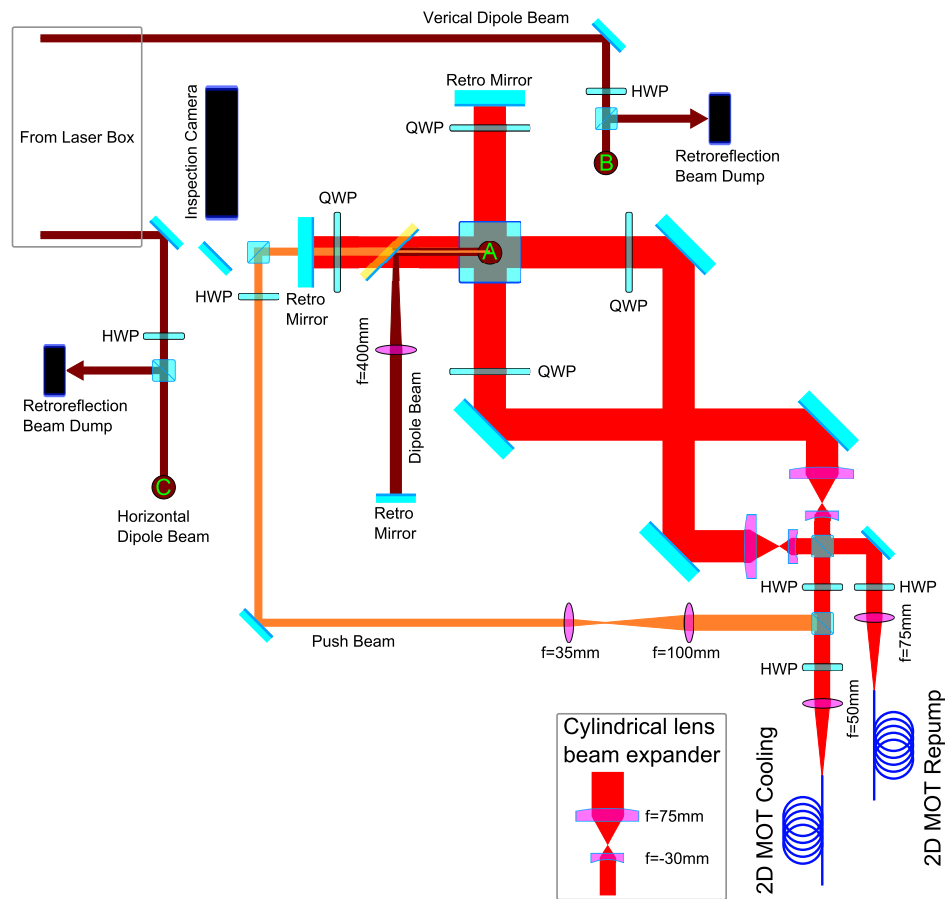 Verical Dipole Beam
From Laser Box
Inspection Camera
Retro Mirror
HWP
QWP
B
Retroreflection
Beam Dump
QWP
A
HWP
Retro
Mirror
QWP
HWP
f=400mm
QWP
Retroreflection
Beam Dump
Dipole Beam
C
Horizontal
Dipole Beam
Retro
Mirror
HWP
HWP
Push Beam
f=35mm
f=100mm
f=75mm
HWP
f=50mm
Cylindrical lens
beam expander
f=75mm
f=-30mm
2D MOT Cooling
2D MOT Repump